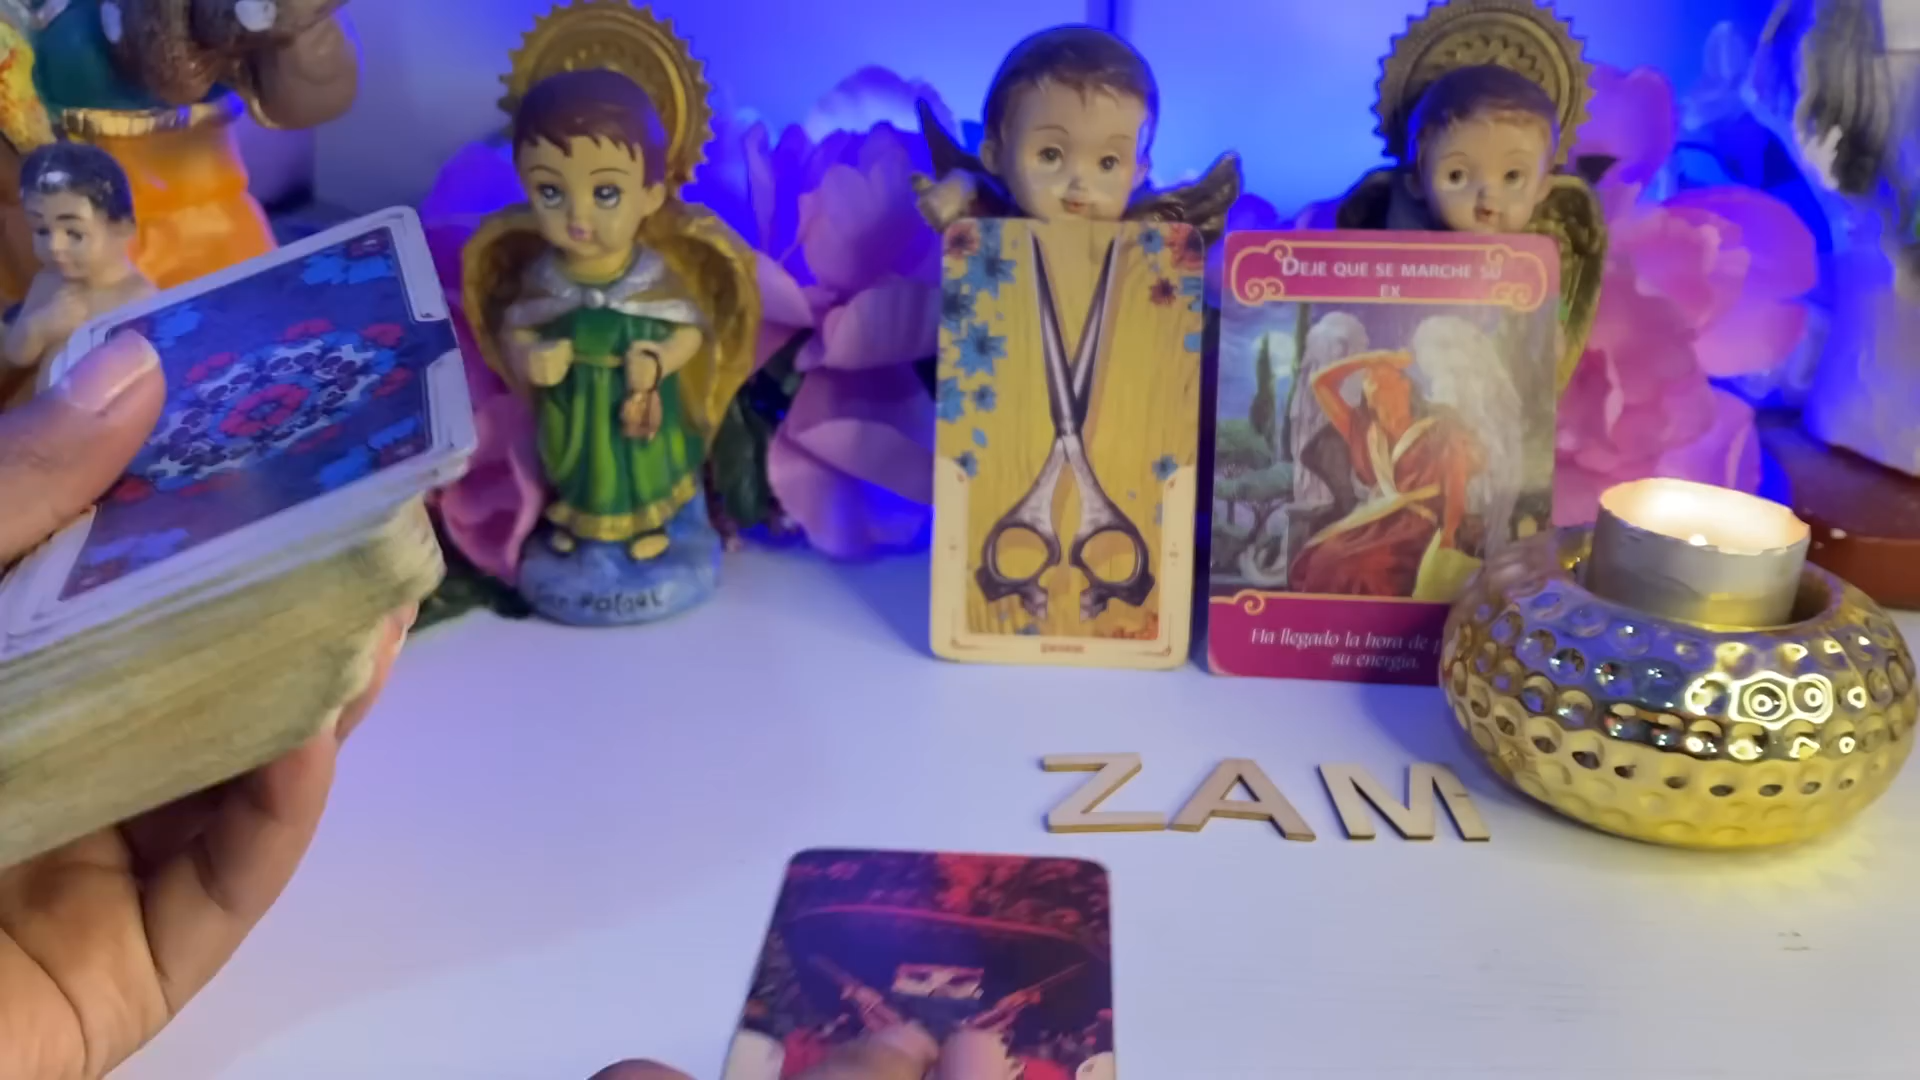 DEJE QUE SE MARCHE SU
EX
Ha llegado la hora de
su energía.
San Rafael
ZAM